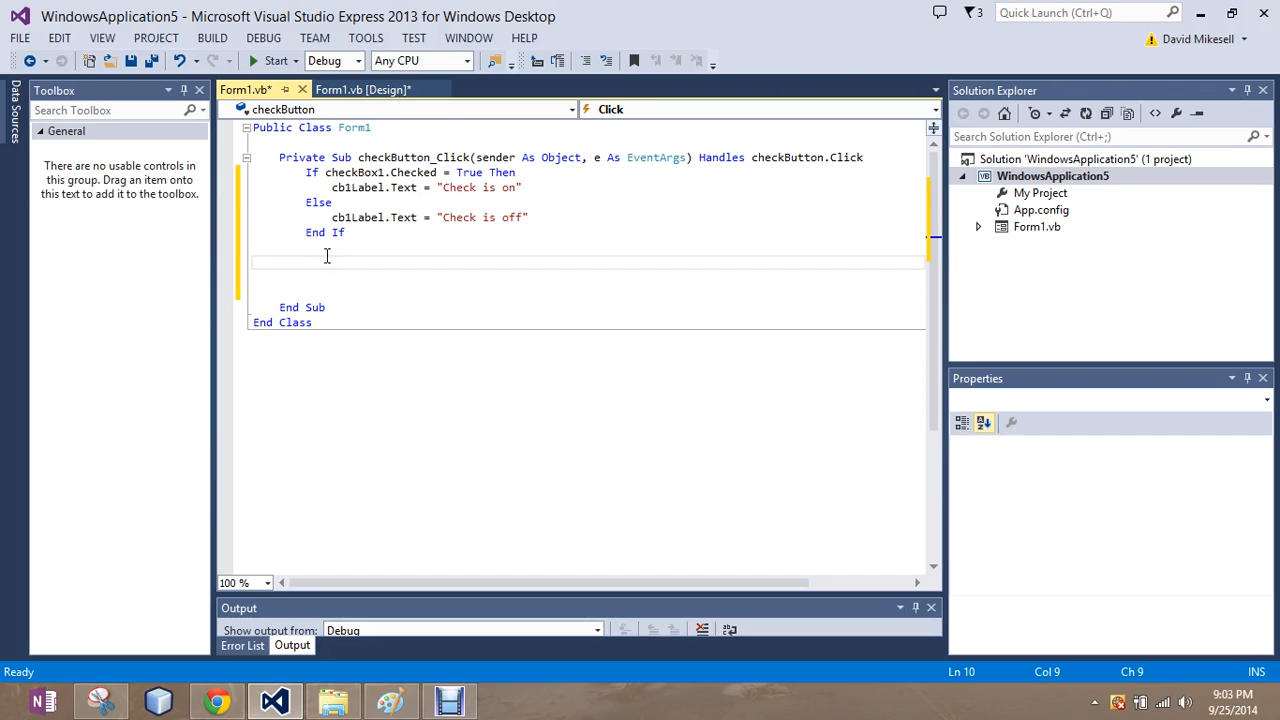 WindowsApplication5 - Microsoft Visual Studio Express 2013 for Windows Desktop
3
Quick Launch (Ctrl+Q)
FILE EDIT VIEW PROJECT BUILD DEBUG TEAM TOOLS TEST WINDOW HELP
David Mikesell
Start Debug Any CPU
Data Sources
Toolbox
Search Toolbox
General
There are no usable controls in
this group. Drag an item onto
this text to add it to the toolbox.
Form1.vb* Form1.vb [Design]*
checkButton Click
Public Class Form1
Private Sub checkButton_Click(sender As Object, e As EventArgs) Handles checkButton.Click
If checkBox1.Checked = True Then
cb1Label.Text = "Check is on"
Else
cb1Label.Text = "Check is off"
End If
End Sub
End Class
100 %
Output
Show output from: Debug
Error List Output
Solution Explorer
Search Solution Explorer (Ctrl+;)
Solution 'WindowsApplication5' (1 project)
VB WindowsApplication5
My Project
App.config
Form1.vb
Properties
Ready Ln 10 Col 9 Ch 9 INS
9:03 PM
9/25/2014